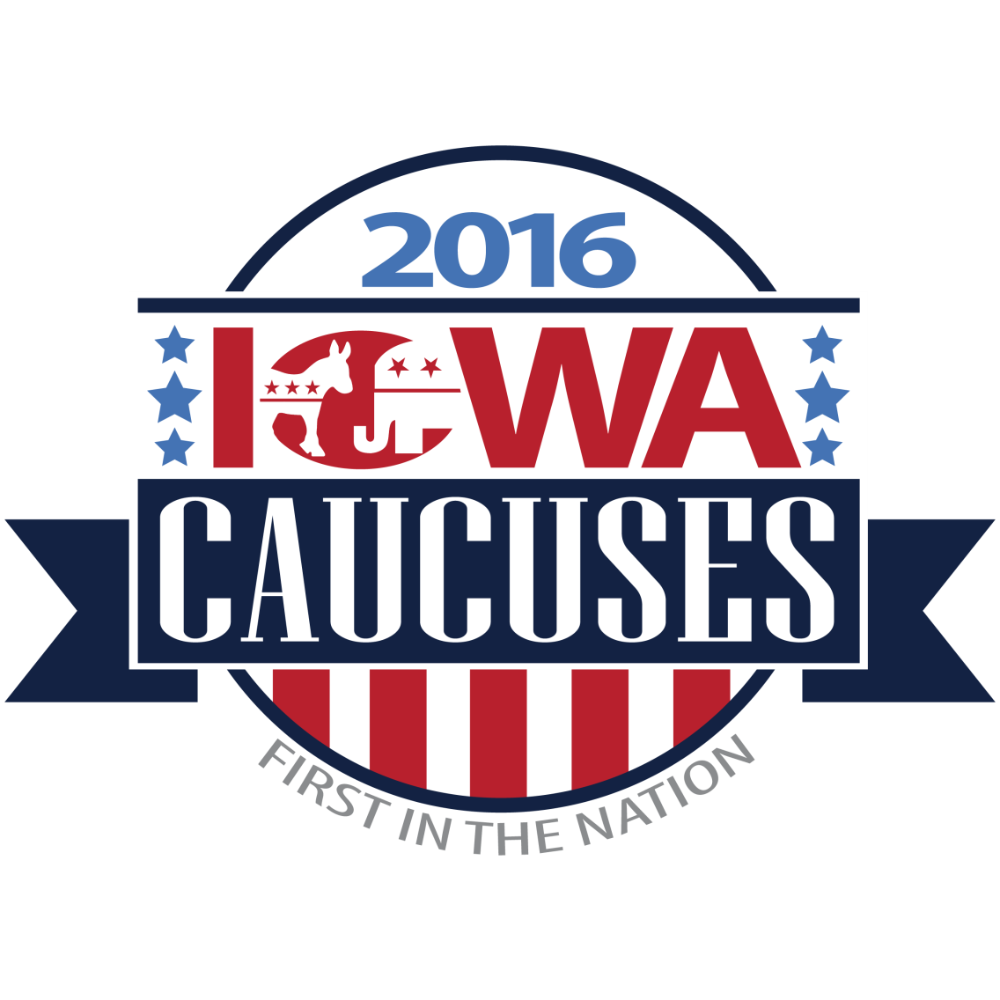 2016
IOWA
CAUCUSES
FIRST IN THE NATION